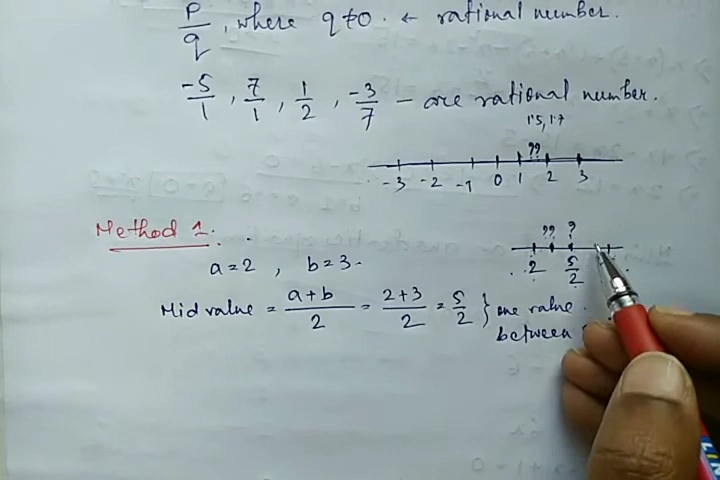 p/q, where q≠0. ← rational number.
-5/1, 7/1, 1/2, -3/7 – are rational number.
1.5, 1.7
??
-3 -2 -1 0 1 2 3
Method 1:
?? ?
2 5/2
a=2 , b=3.
Mid value = a+b/2 = 2+3/2 = 5/2 } one value
between